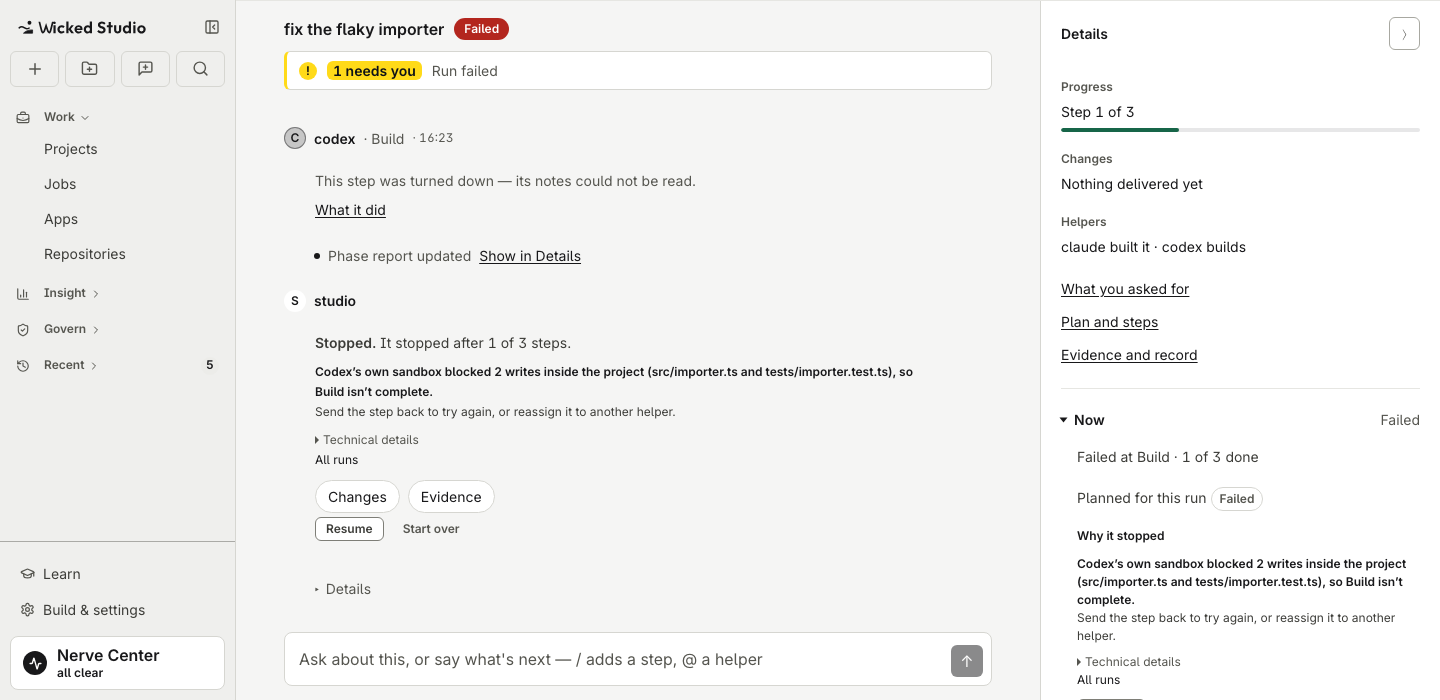 Wicked Studio
Work
Projects
Jobs
Apps
Repositories
Insight
Govern
Recent 5
Learn
Build & settings
Nerve Center
all clear
fix the flaky importer Failed
! 1 needs you Run failed
C codex · Build · 16:23
This step was turned down — its notes could not be read.
What it did
Phase report updated Show in Details
S studio
Stopped. It stopped after 1 of 3 steps.
Codex’s own sandbox blocked 2 writes inside the project (src/importer.ts and tests/importer.test.ts), so
Build isn’t complete.
Send the step back to try again, or reassign it to another helper.
Technical details
All runs
Changes Evidence
Resume Start over
Details
Ask about this, or say what's next — / adds a step, @ a helper
Details
Progress
Step 1 of 3
Changes
Nothing delivered yet
Helpers
claude built it · codex builds
What you asked for
Plan and steps
Evidence and record
Now Failed
Failed at Build · 1 of 3 done
Planned for this run Failed
Why it stopped
Codex’s own sandbox blocked 2 writes inside the project
(src/importer.ts and tests/importer.test.ts), so Build isn’t
complete.
Send the step back to try again, or reassign it to another
helper.
Technical details
All runs